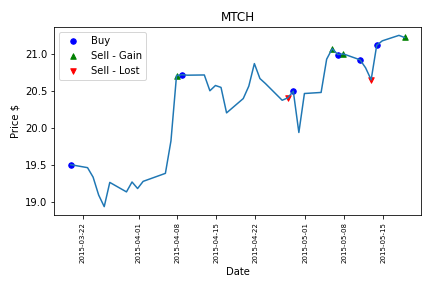 MTCH
Buy
Sell - Gain
Sell - Lost
Price $
21.0
20.5
20.0
19.5
19.0
2015-03-22
2015-04-01
2015-04-08
2015-04-15
2015-04-22
2015-05-01
2015-05-08
2015-05-15
Date